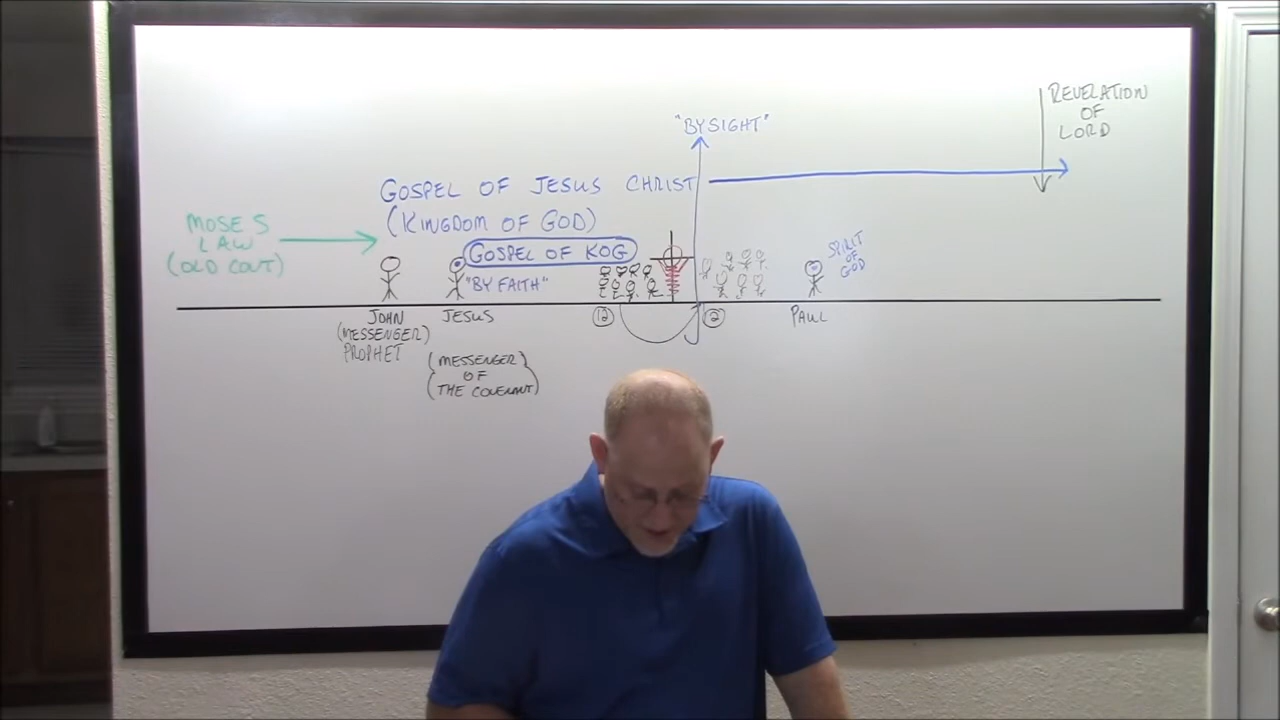 REVELATION
OF
LORD
"BY SIGHT"
GOSPEL OF JESUS CHRIST
(KINGDOM OF GOD)
MOSES
LAW
(OLD COVT)
GOSPEL OF KOG
"BY FAITH"
SPIRIT
OF
GOD
JOHN
(MESSENGER)
PROPHET
JESUS
(MESSENGER)
OF
(THE COVENANT)
12
12
PAUL